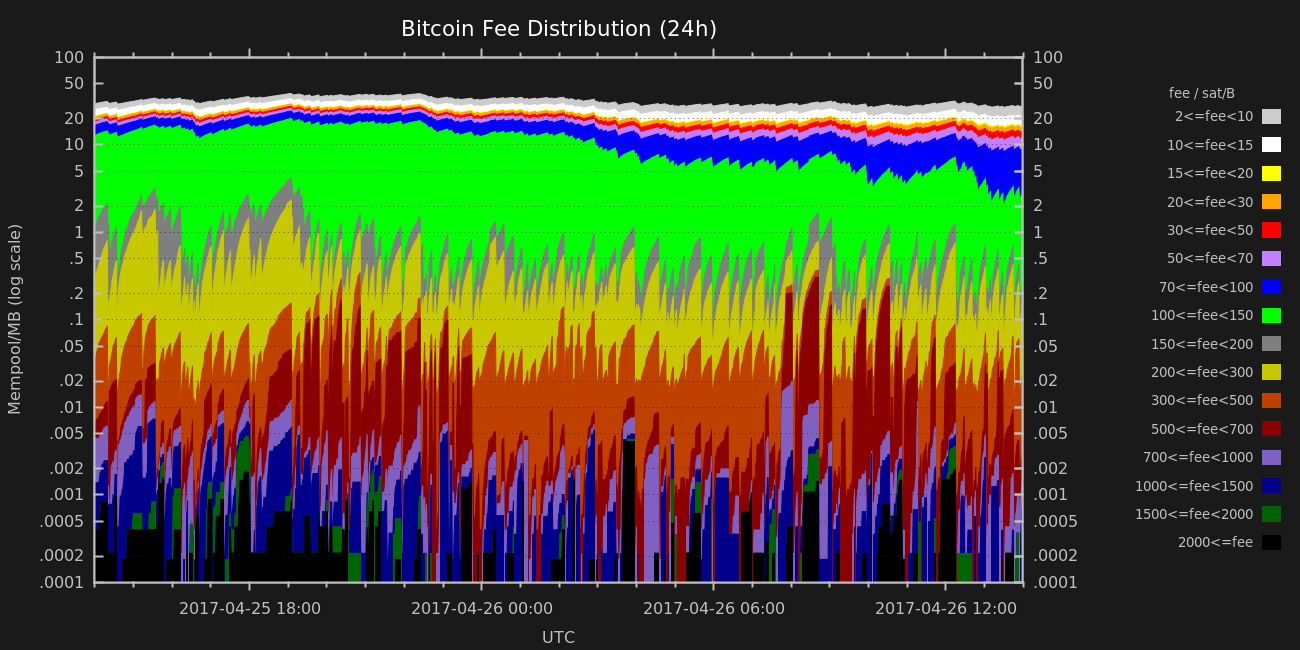 Bitcoin Fee Distribution (24h)
100
50
20
10
5
2
1
.5
.2
.1
.05
.02
.01
.005
.002
.001
.0005
.0002
.0001
Mempool/MB (log scale)
100
50
20
10
5
2
1
.5
.2
.1
.05
.02
.01
.005
.002
.001
.0005
.0002
.0001
2017-04-25 18:00
2017-04-26 00:00
2017-04-26 06:00
2017-04-26 12:00
UTC
fee / sat/B
2<=fee<10
10<=fee<15
15<=fee<20
20<=fee<30
30<=fee<50
50<=fee<70
70<=fee<100
100<=fee<150
150<=fee<200
200<=fee<300
300<=fee<500
500<=fee<700
700<=fee<1000
1000<=fee<1500
1500<=fee<2000
2000<=fee